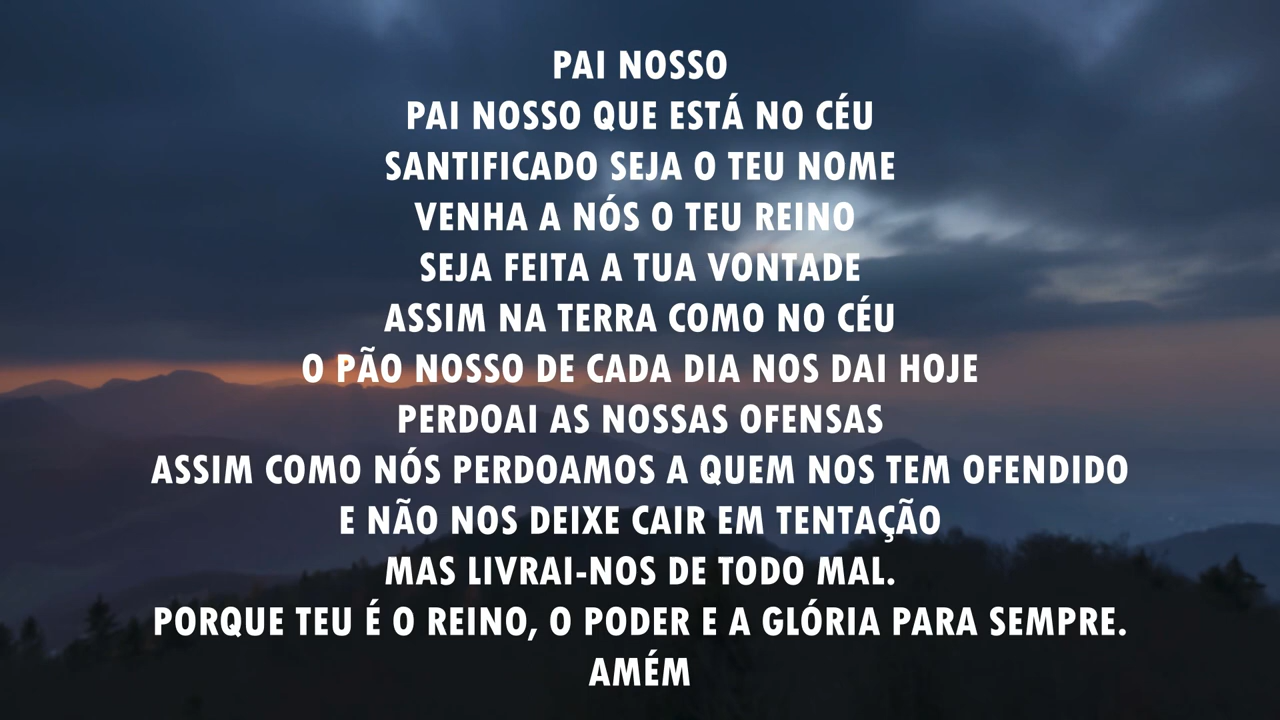 PAI NOSSO
PAI NOSSO QUE ESTÁ NO CÉU
SANTIFICADO SEJA O TEU NOME
VENHA A NÓS O TEU REINO
SEJA FEITA A TUA VONTADE
ASSIM NA TERRA COMO NO CÉU
O PÃO NOSSO DE CADA DIA NOS DAI HOJE
PERDOAI AS NOSSAS OFENSAS
ASSIM COMO NÓS PERDOAMOS A QUEM NOS TEM OFENDIDO
E NÃO NOS DEIXE CAIR EM TENTAÇÃO
MAS LIVRAI-NOS DE TODO MAL.
PORQUE TEU É O REINO, O PODER E A GLÓRIA PARA SEMPRE.
AMÉM